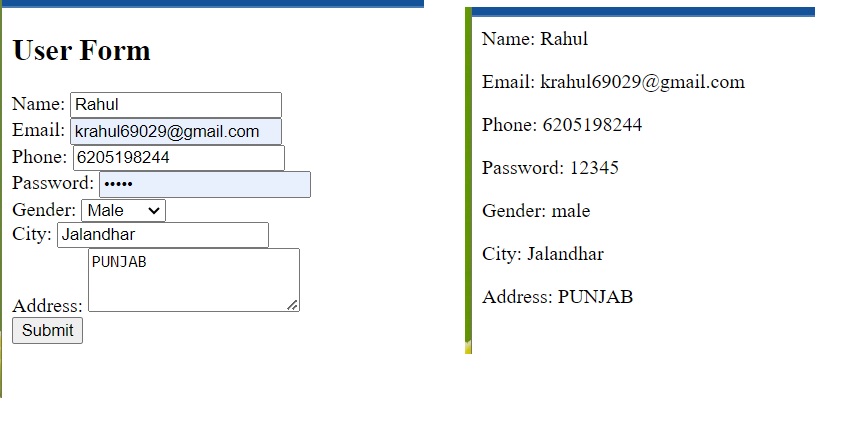 User Form
Name: Rahul
Email: krahul69029@gmail.com
Phone: 6205198244
Password: •••••
Gender: Male
City: Jalandhar
PUNJAB
Address:
Submit
Name: Rahul
Email: krahul69029@gmail.com
Phone: 6205198244
Password: 12345
Gender: male
City: Jalandhar
Address: PUNJAB